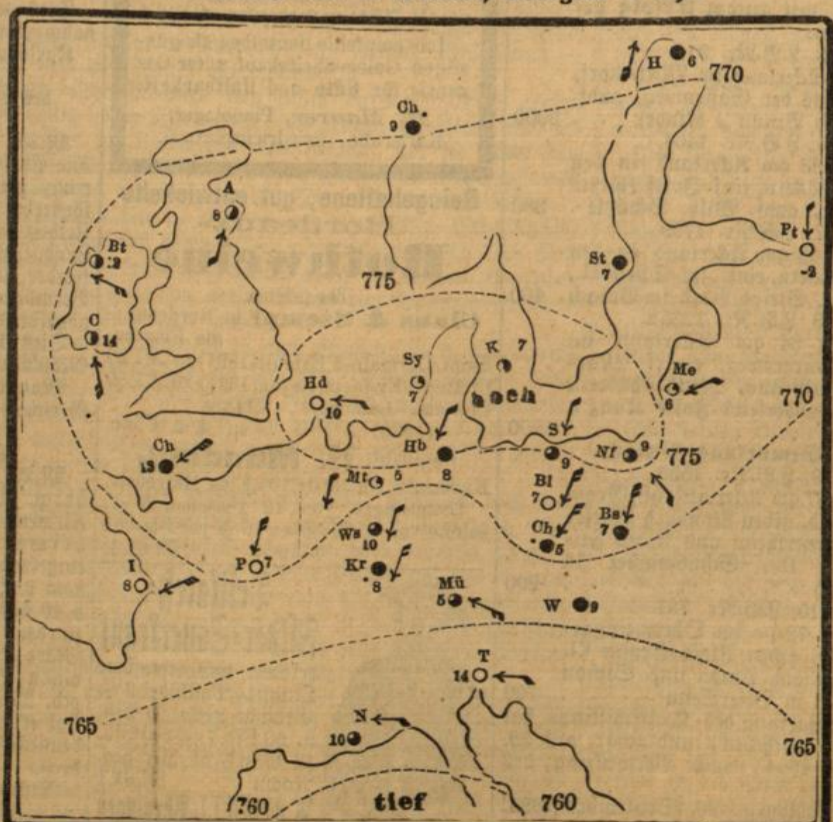 H 6
770
Ch.
9
A
8
Pt
-2
Bt
12
St
7
775
C
14
K 7
Sy
7
Me
6
hoch
Hd
10
770
Ch
13
Hb
8
S
9
Nf 9
775
Mt 5
Bl
7
Ws
10
Bs
7
Ch
5
P 7
Kr
8
I
8
Mü
5
W 9
T
14
765
765
N
10
760
tief
760